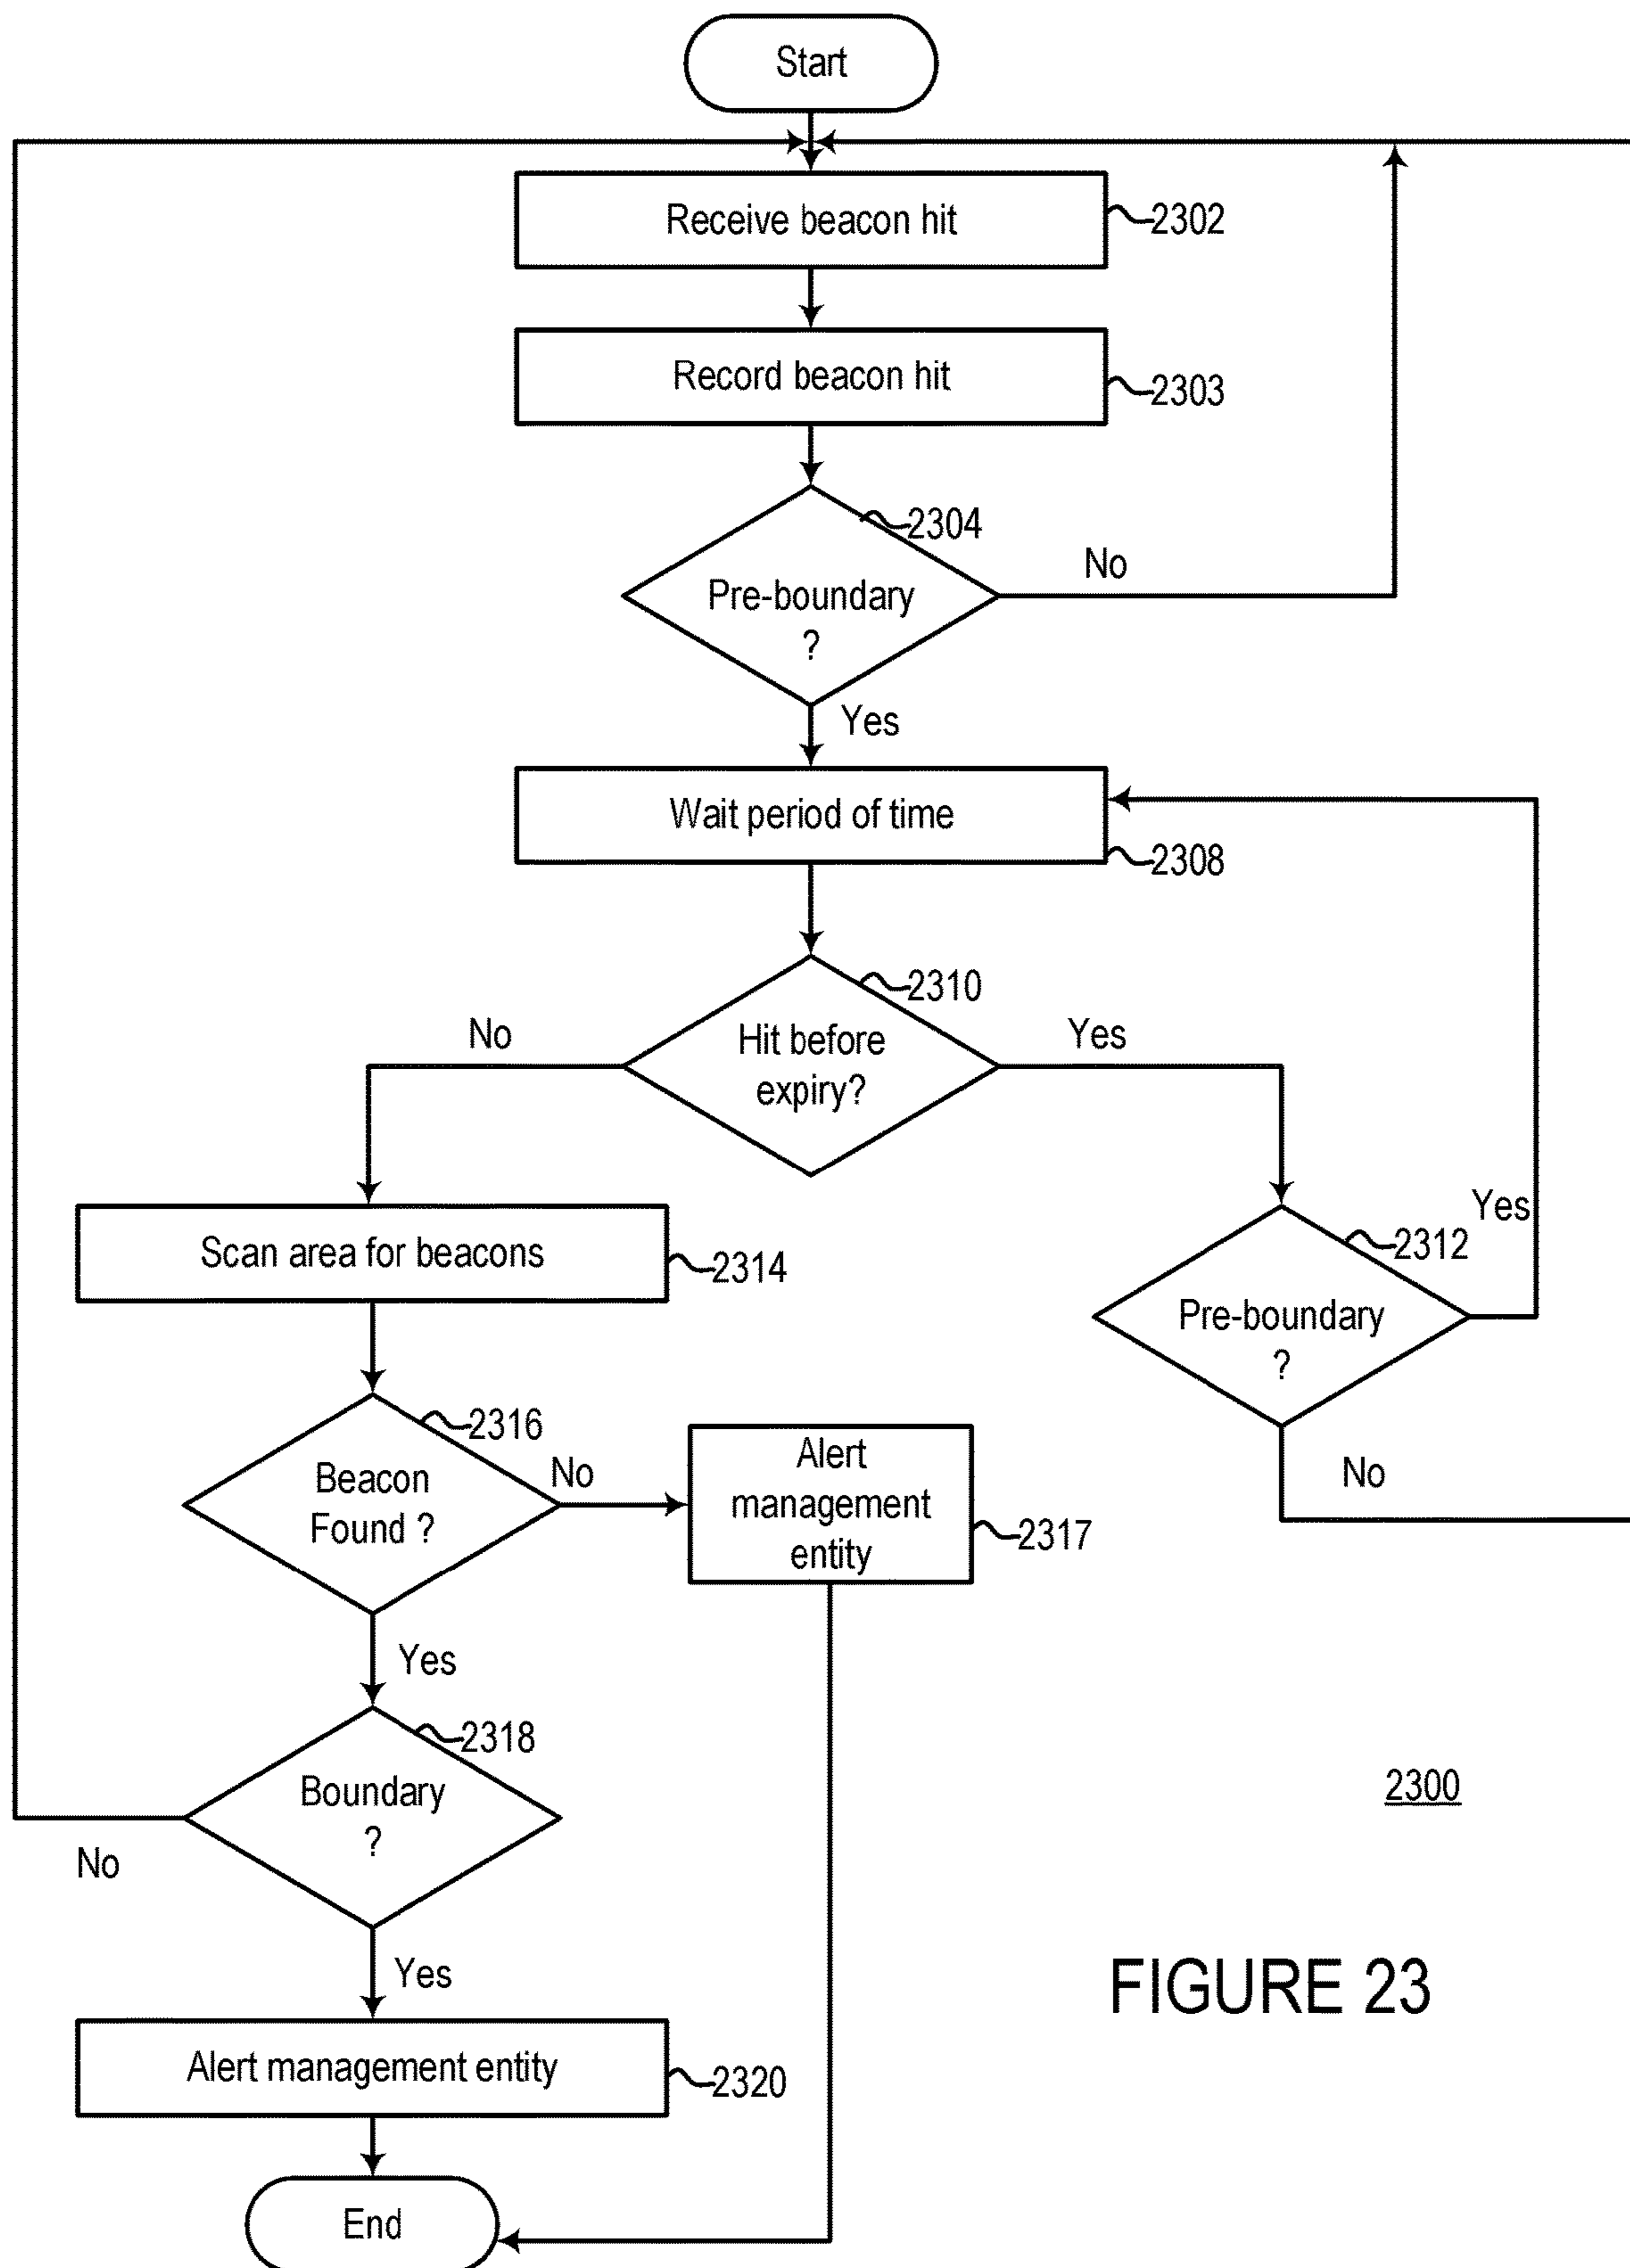 Start
Receive beacon hit
2302
Record beacon hit
2303
2304
Pre-boundary
?
No
Yes
Wait period of time
2308
2310
Hit before
expiry?
No
Yes
Scan area for beacons
2314
Yes
2312
Pre-boundary
?
No
2316
Beacon
Found ?
No
Alert
management
entity
2317
Yes
2318
Boundary
?
No
2300
Yes
FIGURE 23
Alert management entity
2320
End